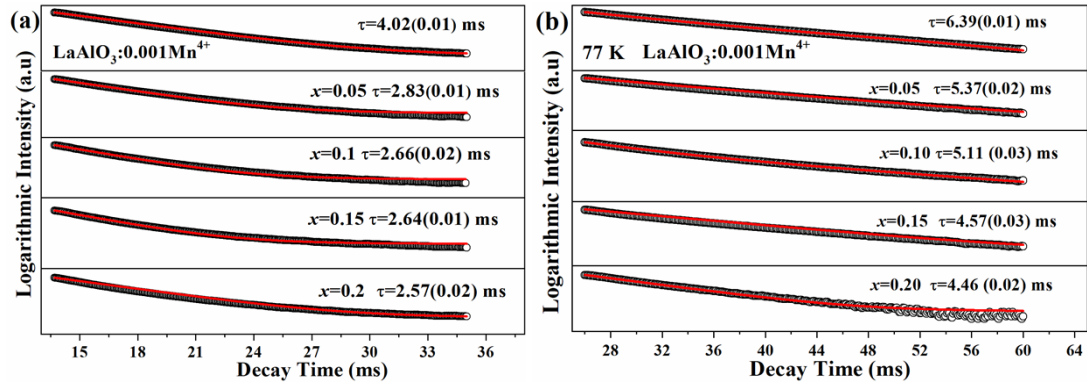 (a)
τ=4.02(0.01) ms
LaAlO₃:0.001Mn⁴⁺
x=0.05 τ=2.83(0.01) ms
x=0.1 τ=2.66(0.02) ms
x=0.15 τ=2.64(0.01) ms
x=0.2 τ=2.57(0.02) ms
Logarithmic Intensity (a.u)
15 18 21 24 27 30 33 36
Decay Time (ms)
(b)
τ=6.39(0.01) ms
77 K LaAlO₃:0.001Mn⁴⁺
x=0.05 τ=5.37(0.02) ms
x=0.10 τ=5.11 (0.03) ms
x=0.15 τ=4.57(0.03) ms
x=0.20 τ=4.46 (0.02) ms
Logarithmic Intensity (a.u)
28 32 36 40 44 48 52 56 60 64
Decay Time (ms)